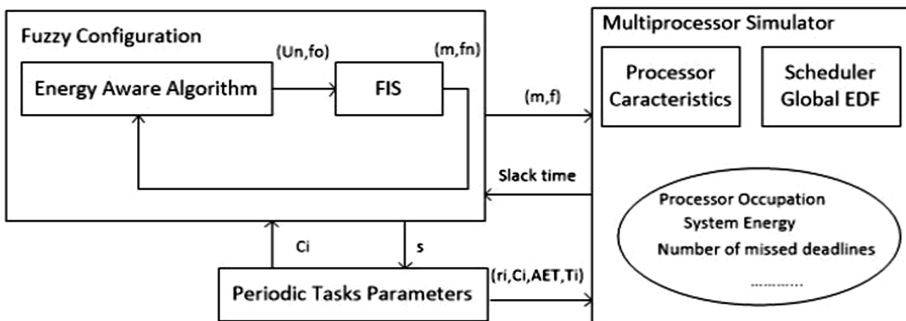 Fuzzy Configuration
(Un,fo)
(m,fn)
Energy Aware Algorithm
FIS
(m,f)
Slack time
Ci
s
Periodic Tasks Parameters
(ri,Ci,AET,Ti)
Multiprocessor Simulator
Processor
Caracteristics
Scheduler
Global EDF
Processor Occupation
System Energy
Number of missed deadlines
............